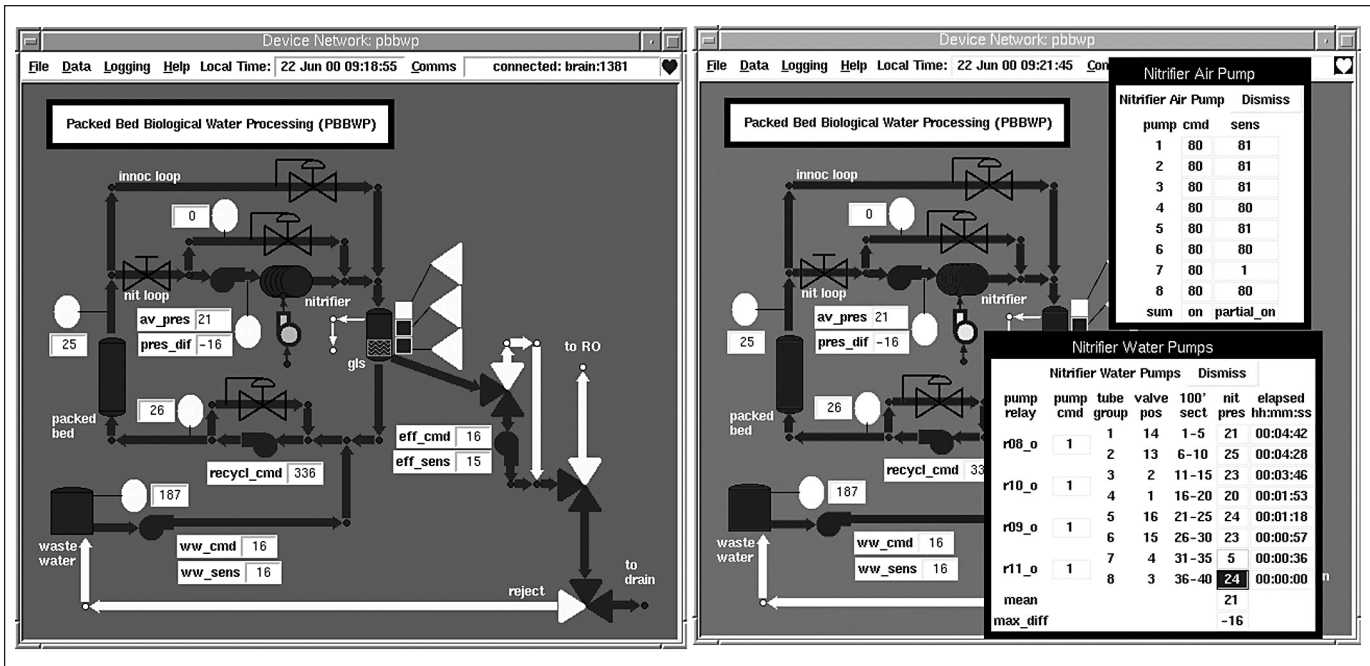 Device Network: pbbwp
File Data Logging Help Local Time: 22 Jun 00 09:18:55 Comms connected: brain:1381
Packed Bed Biological Water Processing (PBBWP)
innoc loop
0
nit loop
nitrifier
25
av_pres 21
pres_dif -16
gls
to RO
packed
bed
26
eff_cmd 16
eff_sens 15
recycl_cmd 336
187
waste
water
ww_cmd 16
ww_sens 16
to
drain
reject
Device Network: pbbwp
File Data Logging Help Local Time: 22 Jun 00 09:21:45
Packed Bed Biological Water Processing (PBBWP)
innoc loop
0
nit loop
nitrifier
25
av_pres 21
pres_dif -16
packed
bed
26
recycl_cmd
187
waste
water
ww_cmd 16
ww_sens 16
Nitrifier Air Pump
Nitrifier Air Pump Dismiss
pump cmd sens
1 80 81
2 80 81
3 80 81
4 80 80
5 80 81
6 80 80
7 80 1
8 80 80
sum on partial_on
Nitrifier Water Pumps
Nitrifier Water Pumps Dismiss
pump pump tube valve 100' nit elapsed
relay cmd group pos sect pres hh:mm:ss
1 14 1-5 21 00:04:42
r08_o 1
2 13 6-10 25 00:04:28
3 2 11-15 23 00:03:46
r10_o 1
4 1 16-20 20 00:01:53
5 16 21-25 24 00:01:18
r09_o 1
6 15 26-30 23 00:00:57
7 4 31-35 5 00:00:36
r11_o 1
8 3 36-40 24 00:00:00
mean 21
max_diff -16